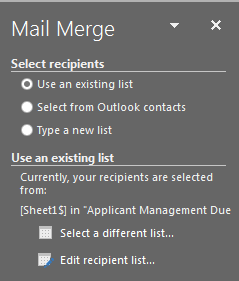 Mail Merge
Select recipients
Use an existing list
Select from Outlook contacts
Type a new list
Use an existing list
Currently, your recipients are selected
from:
[Sheet1$] in "Applicant Management Due
Select a different list...
Edit recipient list...